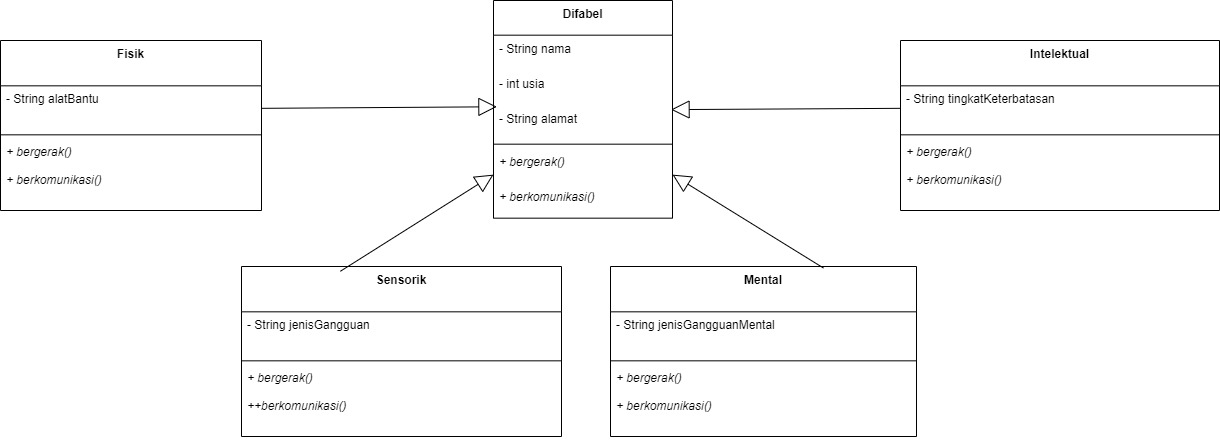 Difabel
- String nama
- int usia
- String alamat
+ bergerak()
+ berkomunikasi()
Fisik
- String alatBantu
+ bergerak()
+ berkomunikasi()
Intelektual
- String tingkatKeterbatasan
+ bergerak()
+ berkomunikasi()
Sensorik
- String jenisGangguan
+ bergerak()
++berkomunikasi()
Mental
- String jenisGangguanMental
+ bergerak()
+ berkomunikasi()